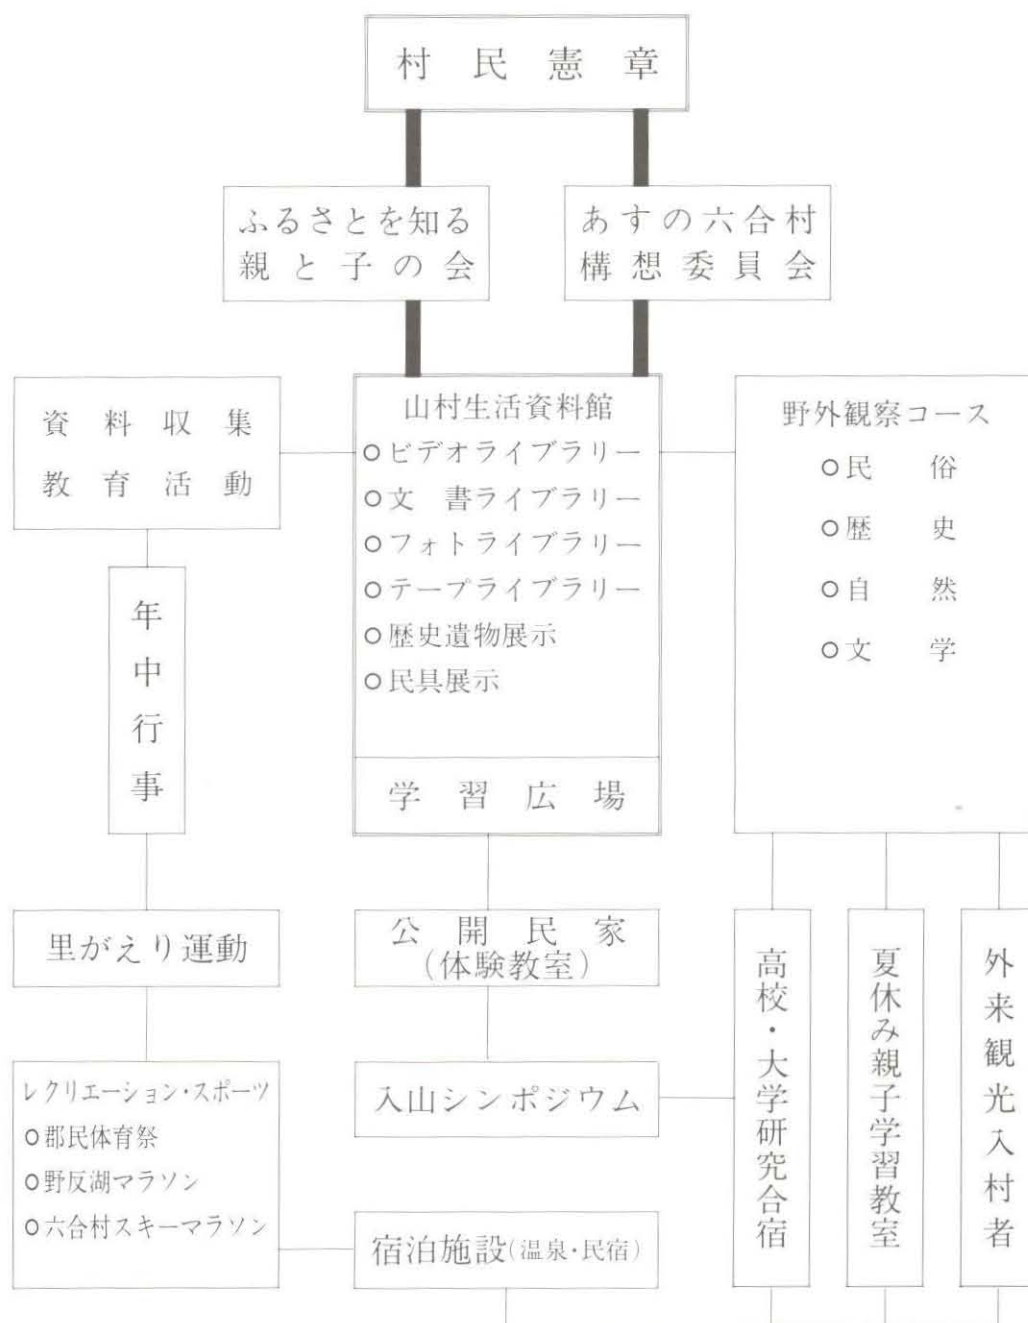 村民憲章
ふるさとを知る
親と子の会
あすの六合村
構想委員会
資料収集
教育活動
山村生活資料館
○ビデオライブラリー
○文書ライブラリー
○フォトライブラリー
○テープライブラリー
○歴史遺物展示
○民具展示
学習広場
野外観察コース
○民俗
○歴史
○自然
○文学
年中行事
里がえり運動
公開民家
(体験教室)
高校・大学研究合宿
夏休み親子学習教室
外来観光入村者
レクリエーション・スポーツ
○郡民体育祭
○野反湖マラソン
○六合村スキーマラソン
入山シンポジウム
宿泊施設(温泉・民宿)